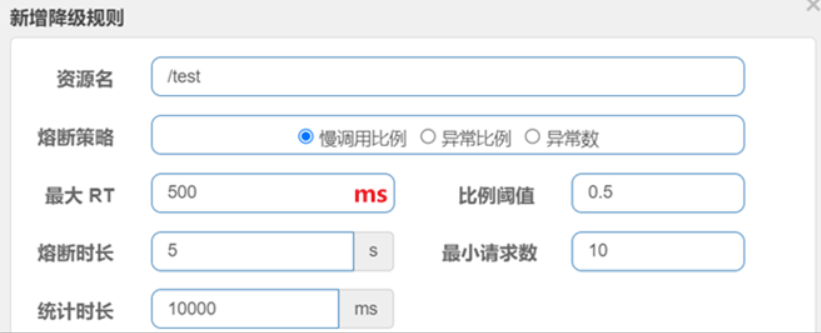 新增降级规则
资源名 /test
熔断策略 慢调用比例 异常比例 异常数
最大 RT 500 ms 比例阈值 0.5
熔断时长 5 s 最小请求数 10
统计时长 10000 ms